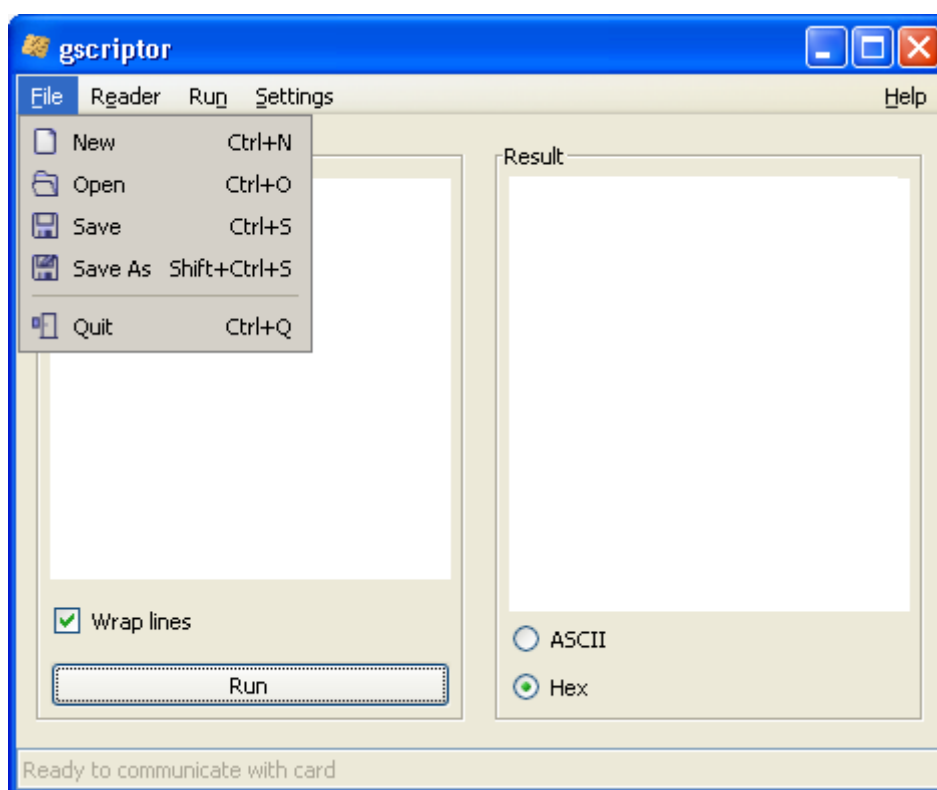 gscriptor
File Reader Run Settings Help
New Ctrl+N
Open Ctrl+O
Save Ctrl+S
Save As Shift+Ctrl+S
Quit Ctrl+Q
Result
Wrap lines
Run
ASCII
Hex
Ready to communicate with card